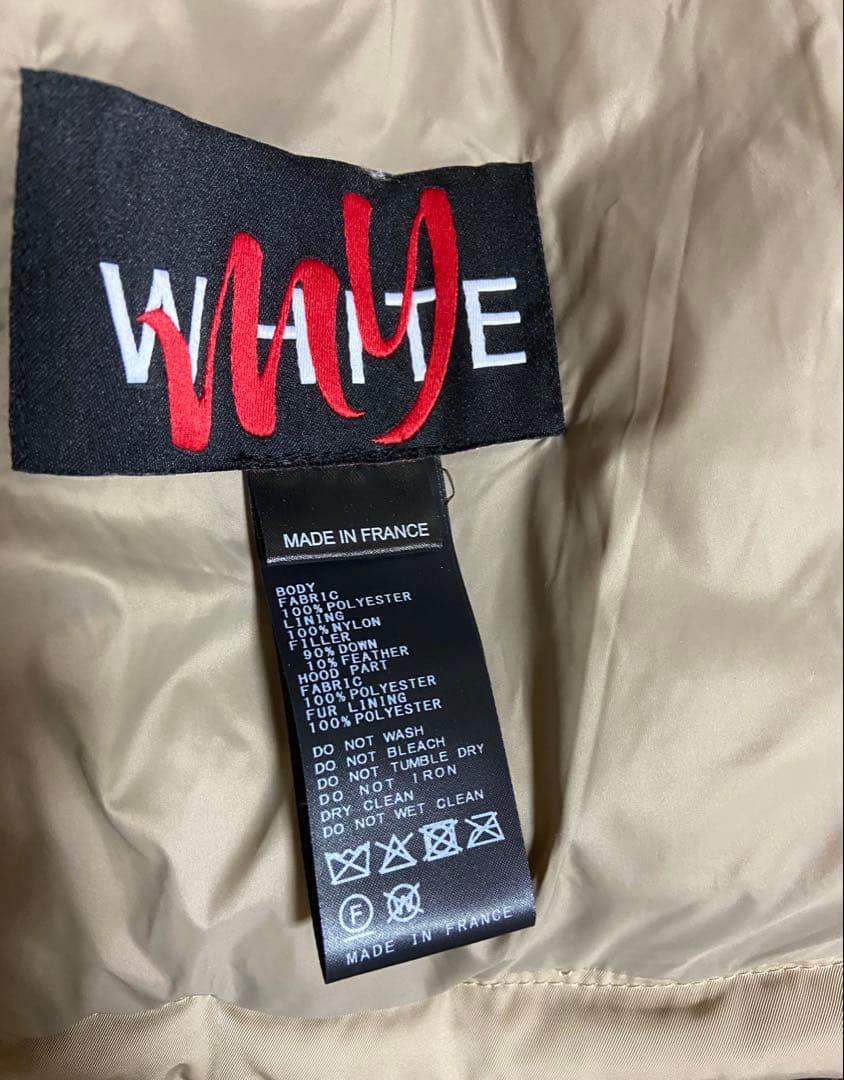 WHITE
my
MADE IN FRANCE
BODY
FABRIC
100% POLYESTER
LINING
100% NYLON
FILLER
90% DOWN
10% FEATHER
HOOD PART
FABRIC
100% POLYESTER
FUR LINING
100% POLYESTER
DO NOT WASH
DO NOT BLEACH
DO NOT TUMBLE DRY
DO NOT IRON
DRY CLEAN
DO NOT WET CLEAN
F W
MADE IN FRANCE